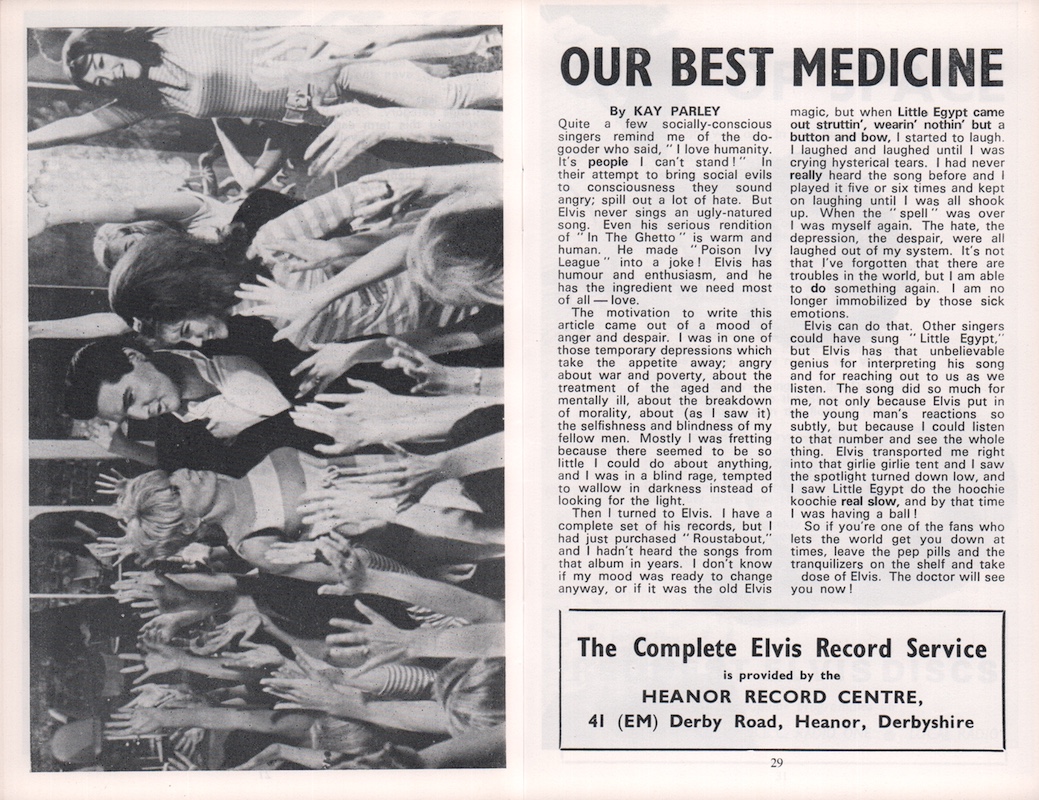 OUR BEST MEDICINE
By KAY PARLEY
Quite a few socially-conscious
singers remind me of the do-
gooder who said, "I love humanity.
It's people I can't stand!" In
their attempt to bring social evils
to consciousness they sound
angry; spill out a lot of hate. But
Elvis never sings an ugly-natured
song. Even his serious rendition
of "In The Ghetto" is warm and
human. He made "Poison Ivy
League" into a joke! Elvis has
humour and enthusiasm, and he
has the ingredient we need most
of all — love.
The motivation to write this
article came out of a mood of
anger and despair. I was in one of
those temporary depressions which
take the appetite away; angry
about war and poverty, about the
treatment of the aged and the
mentally ill, about the breakdown
of morality, about (as I saw it)
the selfishness and blindness of my
fellow men. Mostly I was fretting
because there seemed to be so
little I could do about anything,
and I was in a blind rage, tempted
to wallow in darkness instead of
looking for the light.
Then I turned to Elvis. I have a
complete set of his records, but I
had just purchased "Roustabout,"
and I hadn't heard the songs from
that album in years. I don't know
if my mood was ready to change
anyway, or if it was the old Elvis
magic, but when Little Egypt came
out struttin', wearin' nothin' but a
button and bow, I started to laugh.
I laughed and laughed until I was
crying hysterical tears. I had never
really heard the song before and I
played it five or six times and kept
on laughing until I was all shook
up. When the "spell" was over
I was myself again. The hate, the
depression, the despair, were all
laughed out of my system. It's not
that I've forgotten that there are
troubles in the world, but I am able
to do something again. I am no
longer immobilized by those sick
emotions.
Elvis can do that. Other singers
could have sung "Little Egypt,"
but Elvis has that unbelievable
genius for interpreting his song
and for reaching out to us as we
listen. The song did so much for
me, not only because Elvis put in
the young man's reactions so
subtly, but because I could listen
to that number and see the whole
thing. Elvis transported me right
into that girlie girlie tent and I saw
the spotlight turned down low, and
I saw Little Egypt do the hoochie
koochie real slow, and by that time
I was having a ball!
So if you're one of the fans who
lets the world get you down at
times, leave the pep pills and the
tranquilizers on the shelf and take
dose of Elvis. The doctor will see
you now!
The Complete Elvis Record Service
is provided by the
HEANOR RECORD CENTRE,
41 (EM) Derby Road, Heanor, Derbyshire
29